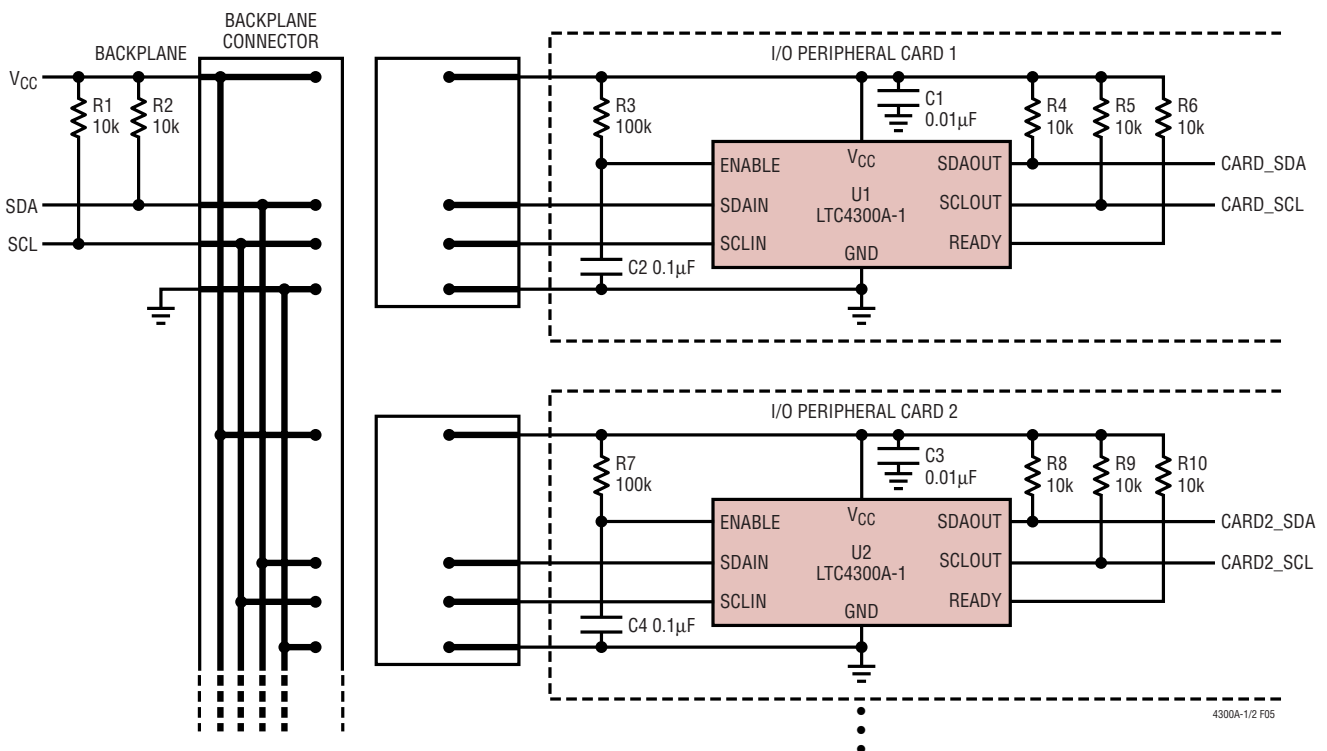 BACKPLANE
CONNECTOR
BACKPLANE
VCC
R1
10k
R2
10k
SDA
SCL
I/O PERIPHERAL CARD 1
R3
100k
C1
0.01µF
R4
10k
R5
10k
R6
10k
ENABLE
VCC
SDAOUT
CARD_SDA
U1
LTC4300A-1
SDAIN
SCLOUT
CARD_SCL
SCLIN
READY
GND
C2 0.1µF
I/O PERIPHERAL CARD 2
R7
100k
C3
0.01µF
R8
10k
R9
10k
R10
10k
ENABLE
VCC
SDAOUT
CARD2_SDA
U2
LTC4300A-1
SDAIN
SCLOUT
CARD2_SCL
SCLIN
READY
GND
C4 0.1µF
4300A-1/2 F05